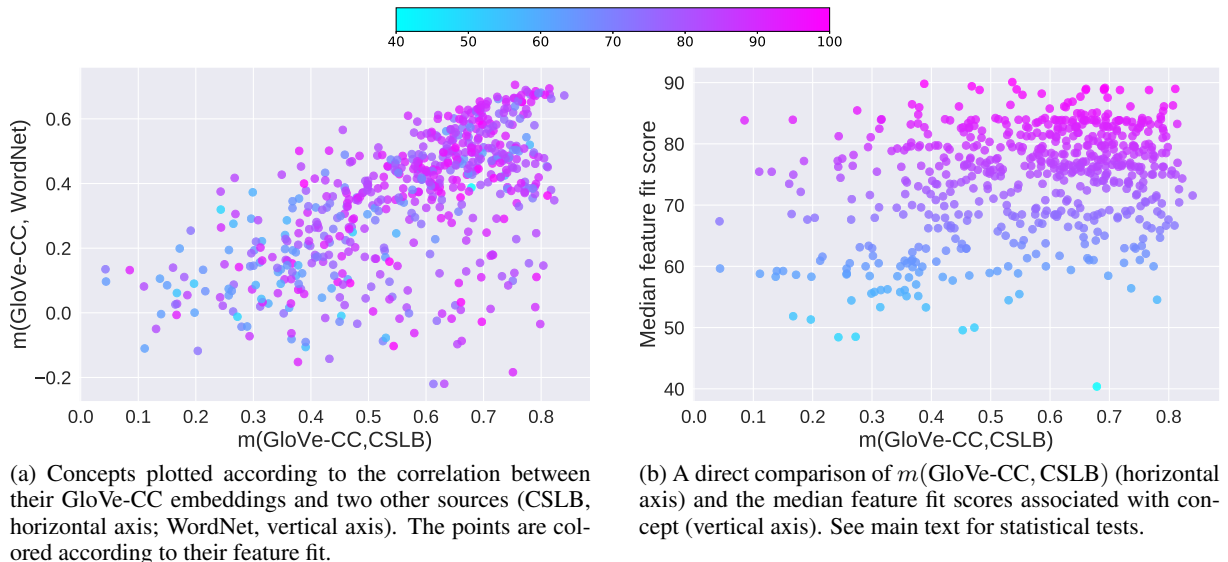 40 50 60 70 80 90 100
m(GloVe-CC, WordNet)
0.6
0.4
0.2
0.0
−0.2
0.0 0.1 0.2 0.3 0.4 0.5 0.6 0.7 0.8
m(GloVe-CC,CSLB)
(a) Concepts plotted according to the correlation between
their GloVe-CC embeddings and two other sources (CSLB,
horizontal axis; WordNet, vertical axis). The points are col-
ored according to their feature fit.
Median feature fit score
90
80
70
60
50
40
0.0 0.1 0.2 0.3 0.4 0.5 0.6 0.7 0.8
m(GloVe-CC,CSLB)
(b) A direct comparison of m(GloVe-CC, CSLB) (horizontal
axis) and the median feature fit scores associated with con-
cept (vertical axis). See main text for statistical tests.